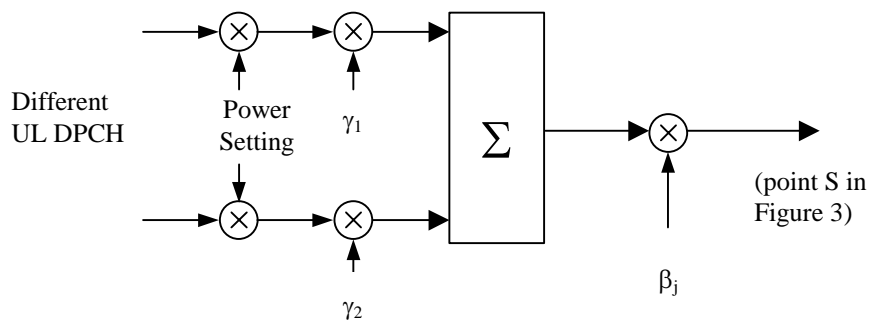 Different
UL DPCH
Power
Setting
γ1
Σ
γ2
βj
(point S in
Figure 3)